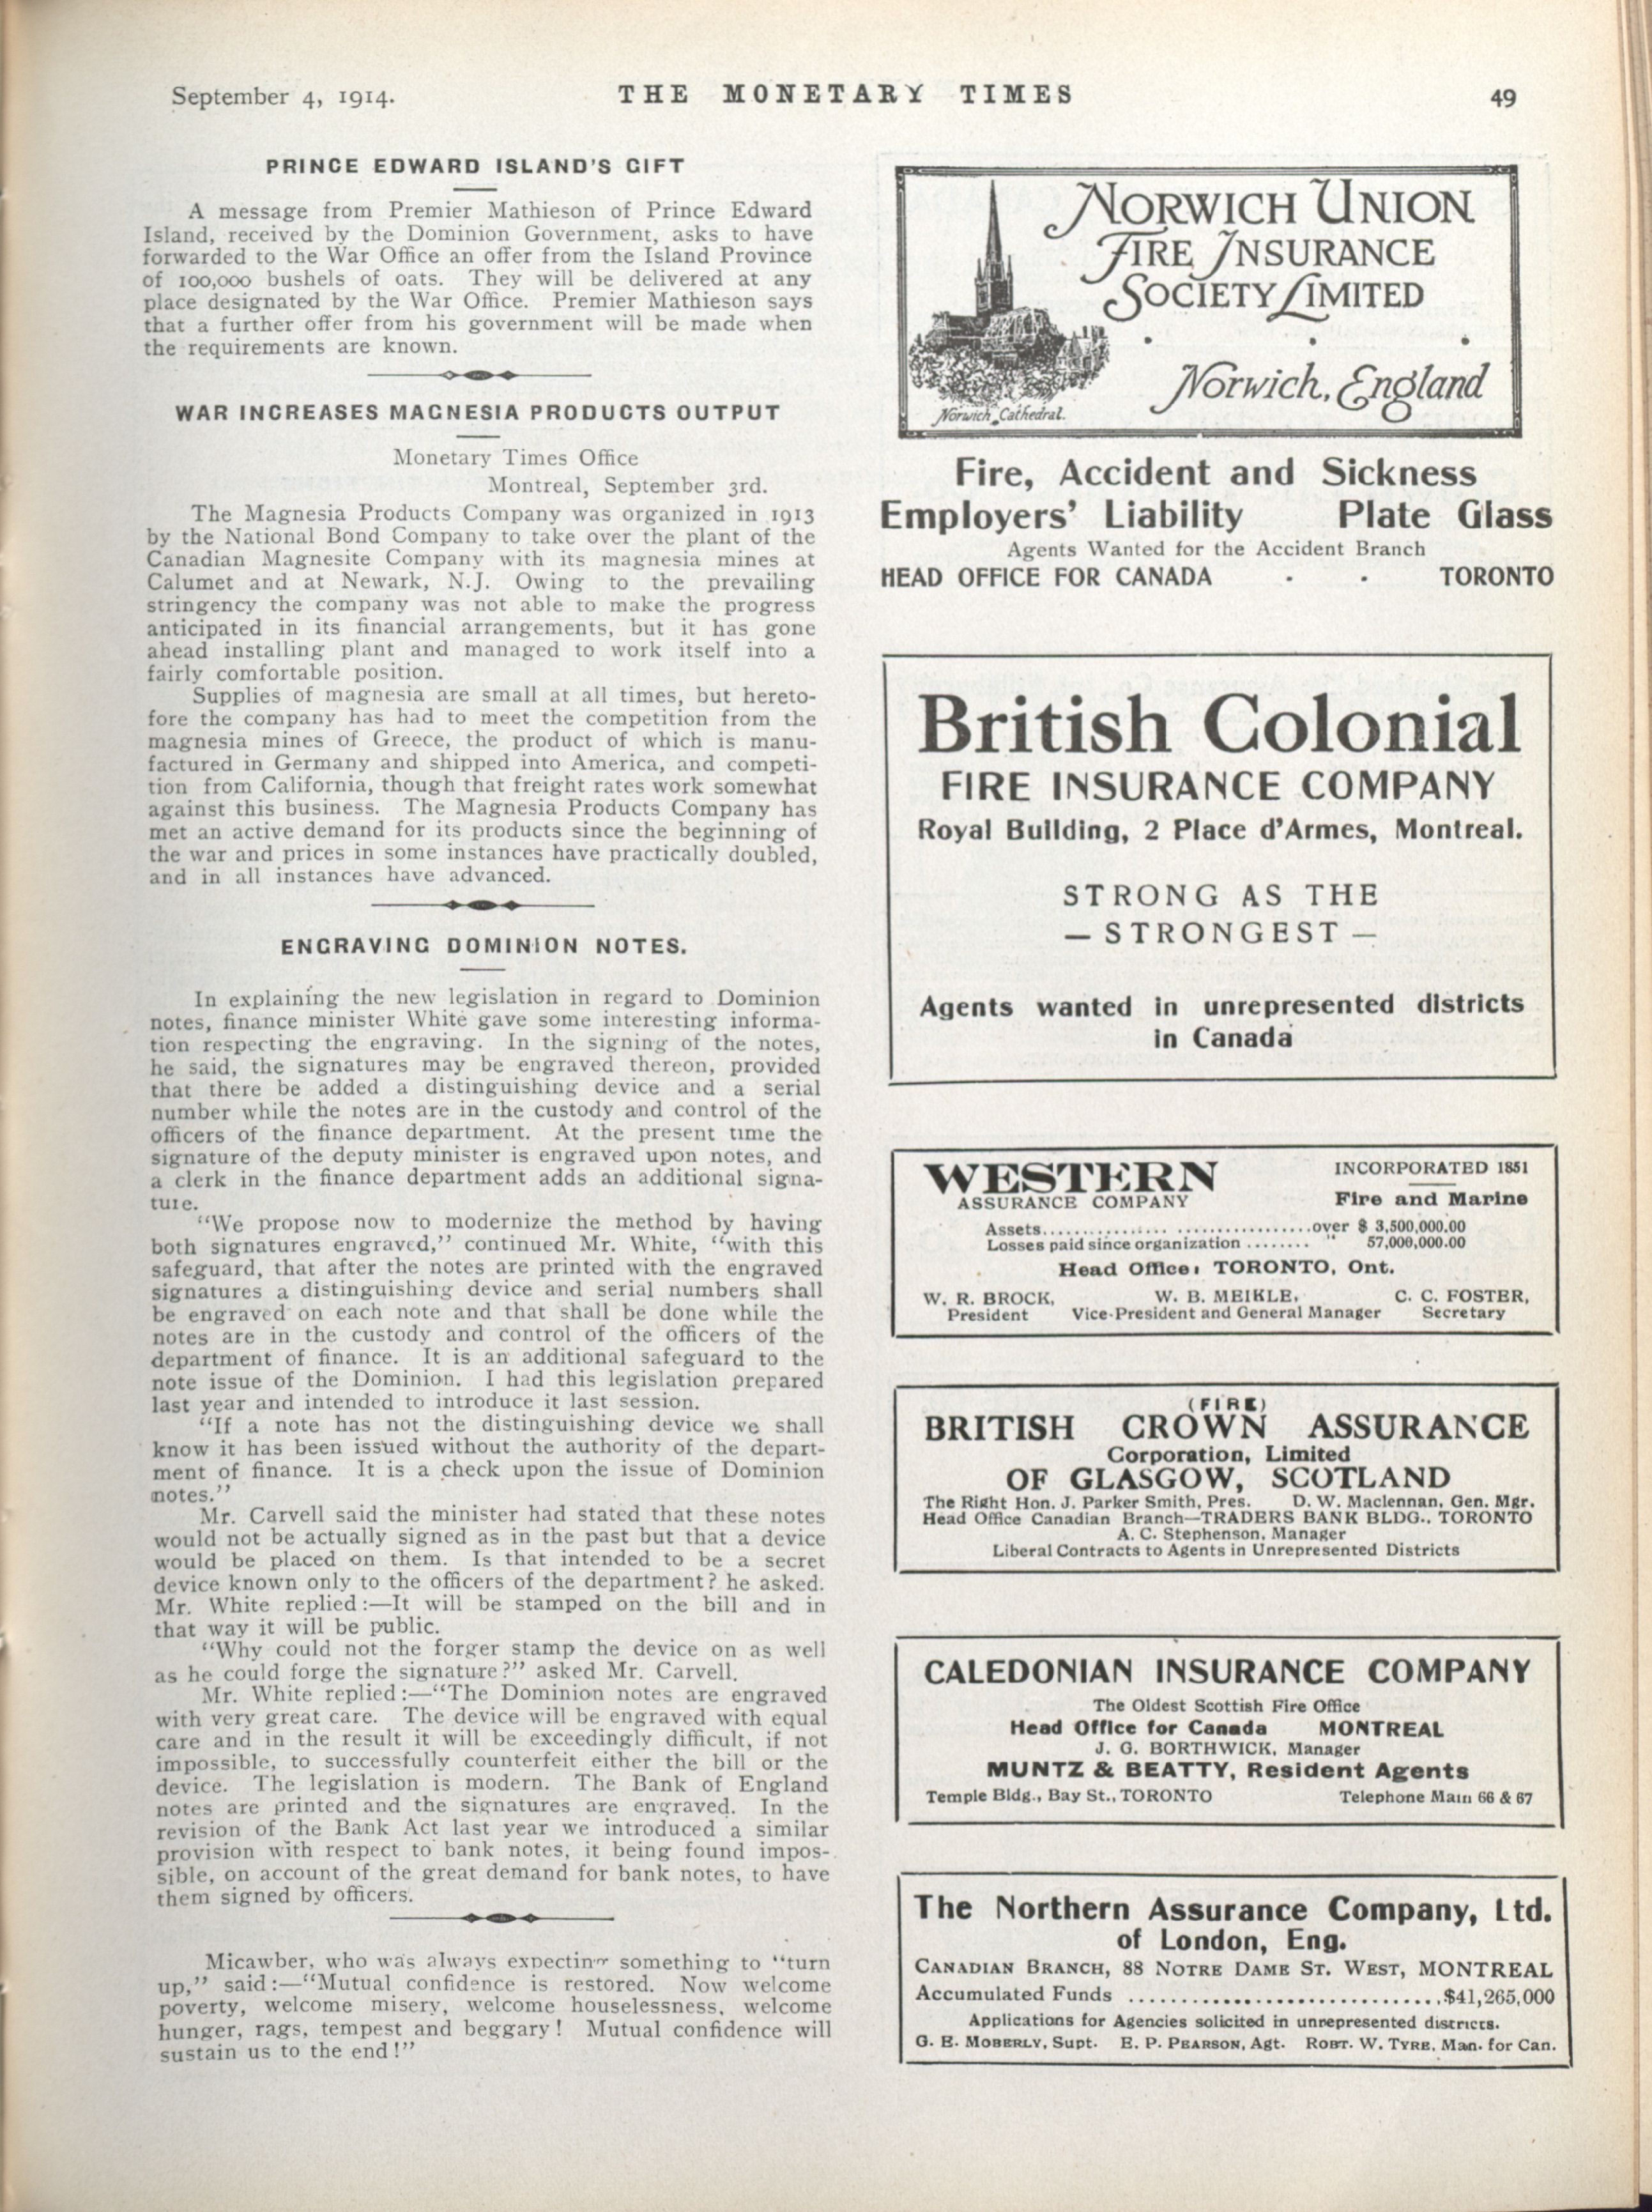 September 4, 1914.
THE MONETARY TIMES
49
PRINCE EDWARD ISLAND'S GIFT
A message from Premier Mathieson of Prince Edward
Island, received by the Dominion Government, asks to have
forwarded to the War Office an offer from the Island Province
of 100,000 bushels of oats. They will be delivered at any
place designated by the War Office. Premier Mathieson says
that a further offer from his government will be made when
the requirements are known.
WAR INCREASES MAGNESIA PRODUCTS OUTPUT
Monetary Times Office
Montreal, September 3rd.
The Magnesia Products Company was organized in 1913
by the National Bond Company to take over the plant of the
Canadian Magnesite Company with its magnesia mines at
Calumet and at Newark, N.J. Owing to the prevailing
stringency the company was not able to make the progress
anticipated in its financial arrangements, but it has gone
ahead installing plant and managed to work itself into a
fairly comfortable position.
Supplies of magnesia are small at all times, but hereto-
fore the company has had to meet the competition from the
magnesia mines of Greece, the product of which is manu-
factured in Germany and shipped into America, and competi-
tion from California, though that freight rates work somewhat
against this business. The Magnesia Products Company has
met an active demand for its products since the beginning of
the war and prices in some instances have practically doubled,
and in all instances have advanced.
ENGRAVING DOMINION NOTES.
In explaining the new legislation in regard to Dominion
notes, finance minister White gave some interesting informa-
tion respecting the engraving. In the signing of the notes,
he said, the signatures may be engraved thereon, provided
that there be added a distinguishing device and a serial
number while the notes are in the custody and control of the
officers of the finance department. At the present time the
signature of the deputy minister is engraved upon notes, and
a clerk in the finance department adds an additional signa-
ture.
"We propose now to modernize the method by having
both signatures engraved," continued Mr. White, "with this
safeguard, that after the notes are printed with the engraved
signatures a distinguishing device and serial numbers shall
be engraved on each note and that shall be done while the
notes are in the custody and control of the officers of the
department of finance. It is an additional safeguard to the
note issue of the Dominion. I had this legislation prepared
last year and intended to introduce it last session.
"If a note has not the distinguishing device we shall
know it has been issued without the authority of the depart-
ment of finance. It is a check upon the issue of Dominion
notes."
Mr. Carvell said the minister had stated that these notes
would not be actually signed as in the past but that a device
would be placed on them. Is that intended to be a secret
device known only to the officers of the department? he asked.
Mr. White replied:—It will be stamped on the bill and in
that way it will be public.
"Why could not the forger stamp the device on as well
as he could forge the signature?" asked Mr. Carvell.
Mr. White replied:—"The Dominion notes are engraved
with very great care. The device will be engraved with equal
care and in the result it will be exceedingly difficult, if not
impossible, to successfully counterfeit either the bill or the
device. The legislation is modern. The Bank of England
notes are printed and the signatures are engraved. In the
revision of the Bank Act last year we introduced a similar
provision with respect to bank notes, it being found impos-
sible, on account of the great demand for bank notes, to have
them signed by officers.
Micawber, who was always expecting something to "turn
up," said:—"Mutual confidence is restored. Now welcome
poverty, welcome misery, welcome houselessness, welcome
hunger, rags, tempest and beggary! Mutual confidence will
sustain us to the end!"
NORWICH UNION
FIRE INSURANCE
SOCIETY LIMITED
Norwich, England
Norwich Cathedral.
Fire, Accident and Sickness
Employers' Liability Plate Glass
Agents Wanted for the Accident Branch
HEAD OFFICE FOR CANADA · · TORONTO
British Colonial
FIRE INSURANCE COMPANY
Royal Building, 2 Place d'Armes, Montreal.
STRONG AS THE
— STRONGEST —
Agents wanted in unrepresented districts
in Canada
WESTERN INCORPORATED 1851
ASSURANCE COMPANY Fire and Marine
Assets.................................................over $ 3,500,000.00
Losses paid since organization ........ " 57,000,000.00
Head Office: TORONTO, Ont.
W. R. BROCK, W. B. MEIKLE, C. C. FOSTER,
President Vice-President and General Manager Secretary
(FIRE)
BRITISH CROWN ASSURANCE
Corporation, Limited
OF GLASGOW, SCOTLAND
The Right Hon. J. Parker Smith, Pres. D. W. Maclennan, Gen. Mgr.
Head Office Canadian Branch—TRADERS BANK BLDG., TORONTO
A. C. Stephenson, Manager
Liberal Contracts to Agents in Unrepresented Districts
CALEDONIAN INSURANCE COMPANY
The Oldest Scottish Fire Office
Head Office for Canada MONTREAL
J. G. BORTHWICK, Manager
MUNTZ & BEATTY, Resident Agents
Temple Bldg., Bay St., TORONTO Telephone Main 66 & 67
The Northern Assurance Company, Ltd.
of London, Eng.
CANADIAN BRANCH, 88 NOTRE DAME ST. WEST, MONTREAL
Accumulated Funds ..................................$41,265,000
Applications for Agencies solicited in unrepresented districts.
G. E. MOBERLY, Supt. E. P. PEARSON, Agt. ROBT. W. TYRE, Man. for Can.